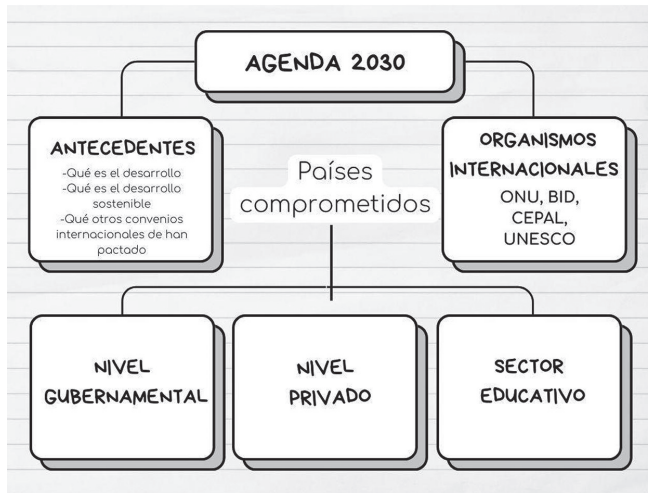 AGENDA 2030
ANTECEDENTES
-Qué es el desarrollo
-Qué es el desarrollo
sostenible
-Qué otros convenios
internacionales de han
pactado
Países
comprometidos
ORGANISMOS
INTERNACIONALES
ONU, BID,
CEPAL,
UNESCO
NIVEL
GUBERNAMENTAL
NIVEL
PRIVADO
SECTOR
EDUCATIVO